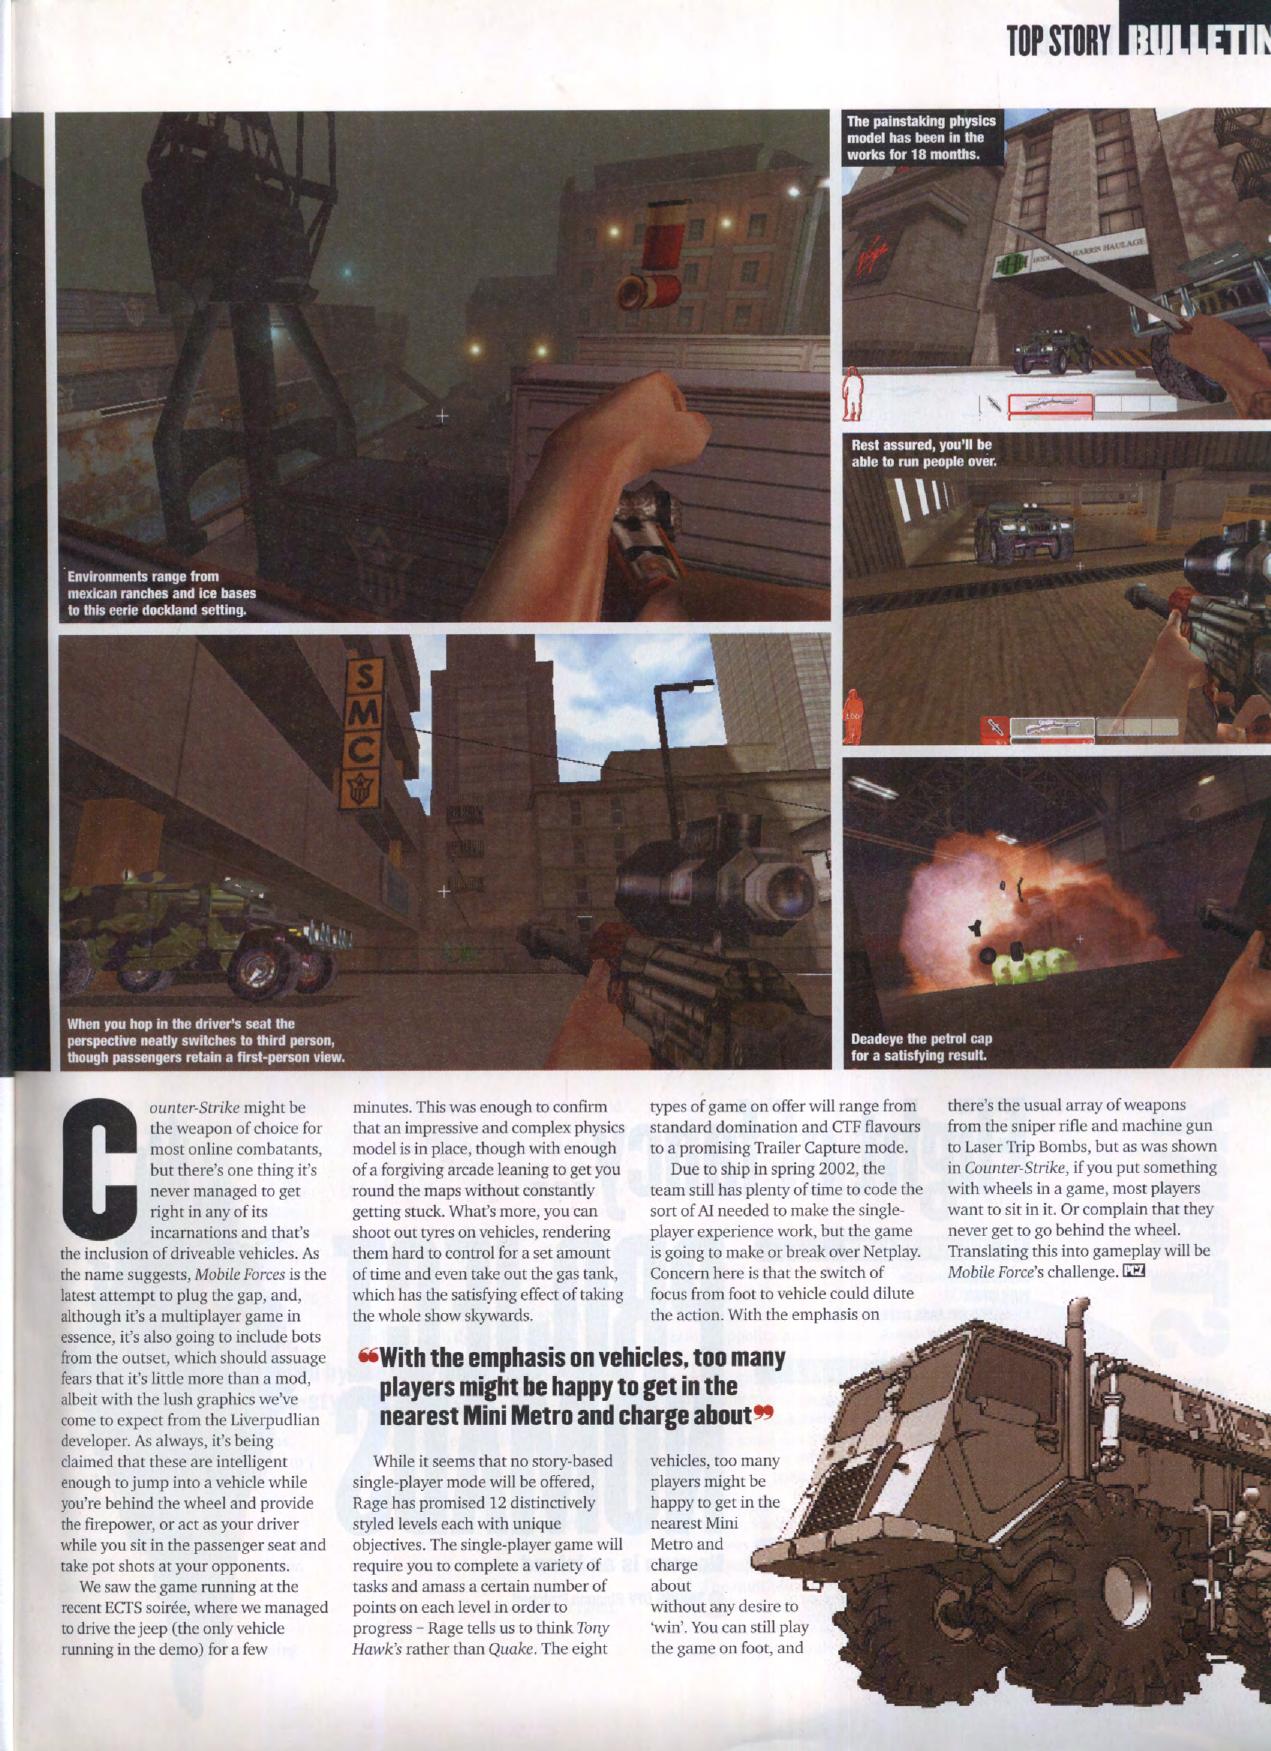 TOP STORY BULLETIN
The painstaking physics
model has been in the
works for 18 months.
HARRIS HAULAGE
Rest assured, you'll be
able to run people over.
100
Environments range from
mexican ranches and ice bases
to this eerie dockland setting.
S
M
C
When you hop in the driver's seat the
perspective neatly switches to third person,
though passengers retain a first-person view.
Deadeye the petrol cap
for a satisfying result.
Counter-Strike might be
the weapon of choice for
most online combatants,
but there's one thing it's
never managed to get
right in any of its
incarnations and that's
the inclusion of driveable vehicles. As
the name suggests, Mobile Forces is the
latest attempt to plug the gap, and,
although it's a multiplayer game in
essence, it's also going to include bots
from the outset, which should assuage
fears that it's little more than a mod,
albeit with the lush graphics we've
come to expect from the Liverpudlian
developer. As always, it's being
claimed that these are intelligent
enough to jump into a vehicle while
you're behind the wheel and provide
the firepower, or act as your driver
while you sit in the passenger seat and
take pot shots at your opponents.
We saw the game running at the
recent ECTS soirée, where we managed
to drive the jeep (the only vehicle
running in the demo) for a few
minutes. This was enough to confirm
that an impressive and complex physics
model is in place, though with enough
of a forgiving arcade leaning to get you
round the maps without constantly
getting stuck. What's more, you can
shoot out tyres on vehicles, rendering
them hard to control for a set amount
of time and even take out the gas tank,
which has the satisfying effect of taking
the whole show skywards.
“With the emphasis on vehicles, too many
players might be happy to get in the
nearest Mini Metro and charge about”
While it seems that no story-based
single-player mode will be offered,
Rage has promised 12 distinctively
styled levels each with unique
objectives. The single-player game will
require you to complete a variety of
tasks and amass a certain number of
points on each level in order to
progress – Rage tells us to think Tony
Hawk's rather than Quake. The eight
types of game on offer will range from
standard domination and CTF flavours
to a promising Trailer Capture mode.
Due to ship in spring 2002, the
team still has plenty of time to code the
sort of AI needed to make the single-
player experience work, but the game
is going to make or break over Netplay.
Concern here is that the switch of
focus from foot to vehicle could dilute
the action. With the emphasis on
vehicles, too many
players might be
happy to get in the
nearest Mini
Metro and
charge
about
without any desire to
‘win’. You can still play
the game on foot, and
there's the usual array of weapons
from the sniper rifle and machine gun
to Laser Trip Bombs, but as was shown
in Counter-Strike, if you put something
with wheels in a game, most players
want to sit in it. Or complain that they
never get to go behind the wheel.
Translating this into gameplay will be
Mobile Force's challenge. PCZ